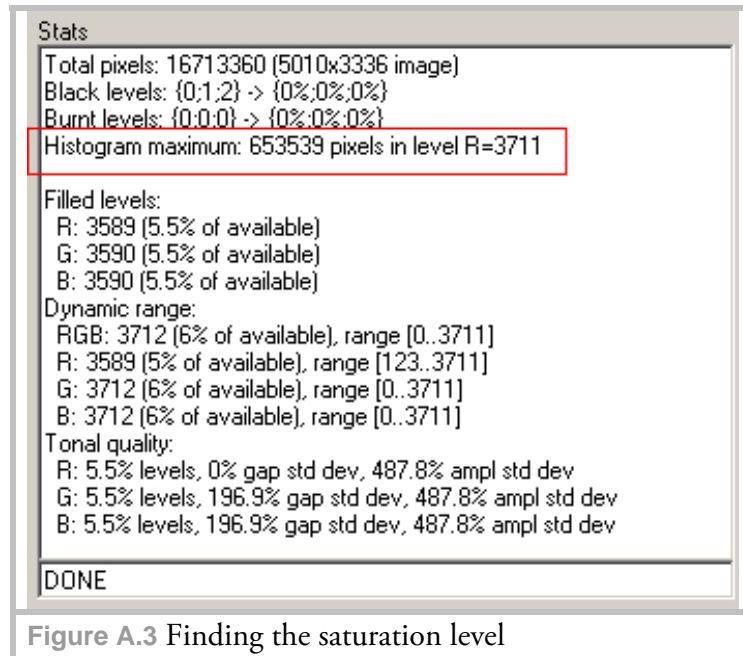 Stats
Total pixels: 16713360 (5010x3336 image)
Black levels: {0;1;2} -> {0%;0%;0%}
Burnt levels: {0;0;0} -> {0%;0%;0%}
Histogram maximum: 653539 pixels in level R=3711
Filled levels:
R: 3589 (5.5% of available)
G: 3590 (5.5% of available)
B: 3590 (5.5% of available)
Dynamic range:
RGB: 3712 (6% of available), range [0..3711]
R: 3589 (5% of available), range [123..3711]
G: 3712 (6% of available), range [0..3711]
B: 3712 (6% of available), range [0..3711]
Tonal quality:
R: 5.5% levels, 0% gap std dev, 487.8% ampl std dev
G: 5.5% levels, 196.9% gap std dev, 487.8% ampl std dev
B: 5.5% levels, 196.9% gap std dev, 487.8% ampl std dev
DONE
Figure A.3 Finding the saturation level